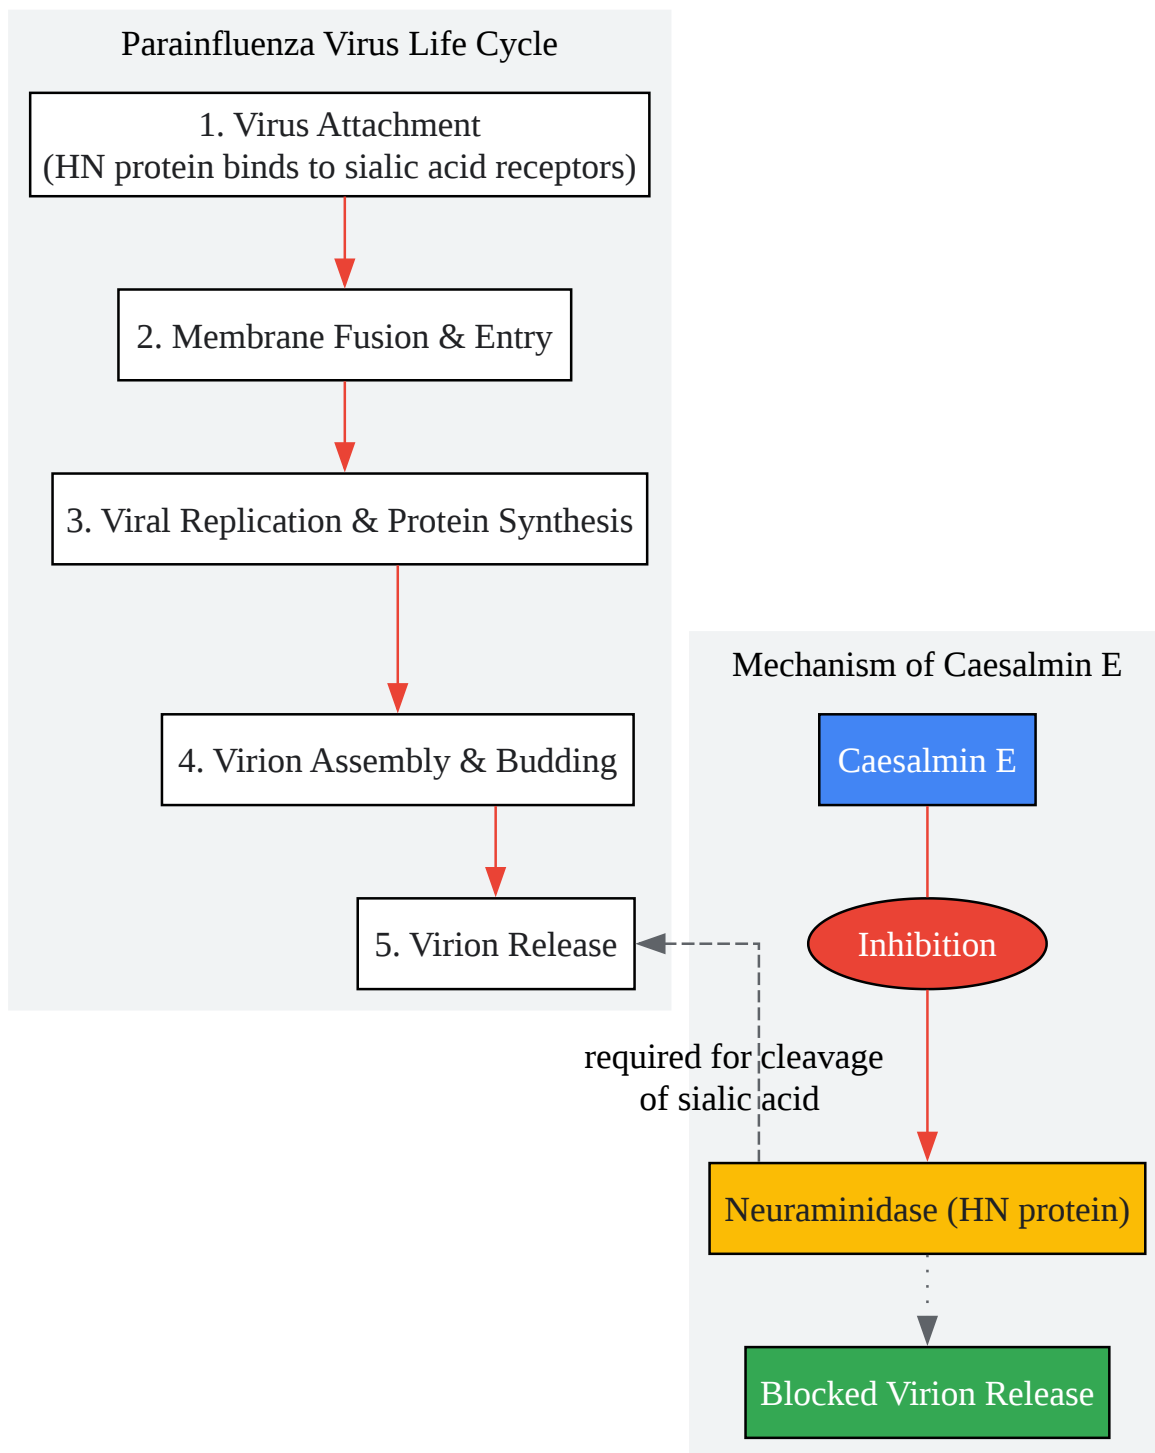 Parainfluenza Virus Life Cycle
1. Virus Attachment
(HN protein binds to sialic acid receptors)
2. Membrane Fusion & Entry
3. Viral Replication & Protein Synthesis
4. Virion Assembly & Budding
5. Virion Release
Mechanism of Caesalmin E
Caesalmin E
Inhibition
required for cleavage
of sialic acid
Neuraminidase (HN protein)
Blocked Virion Release